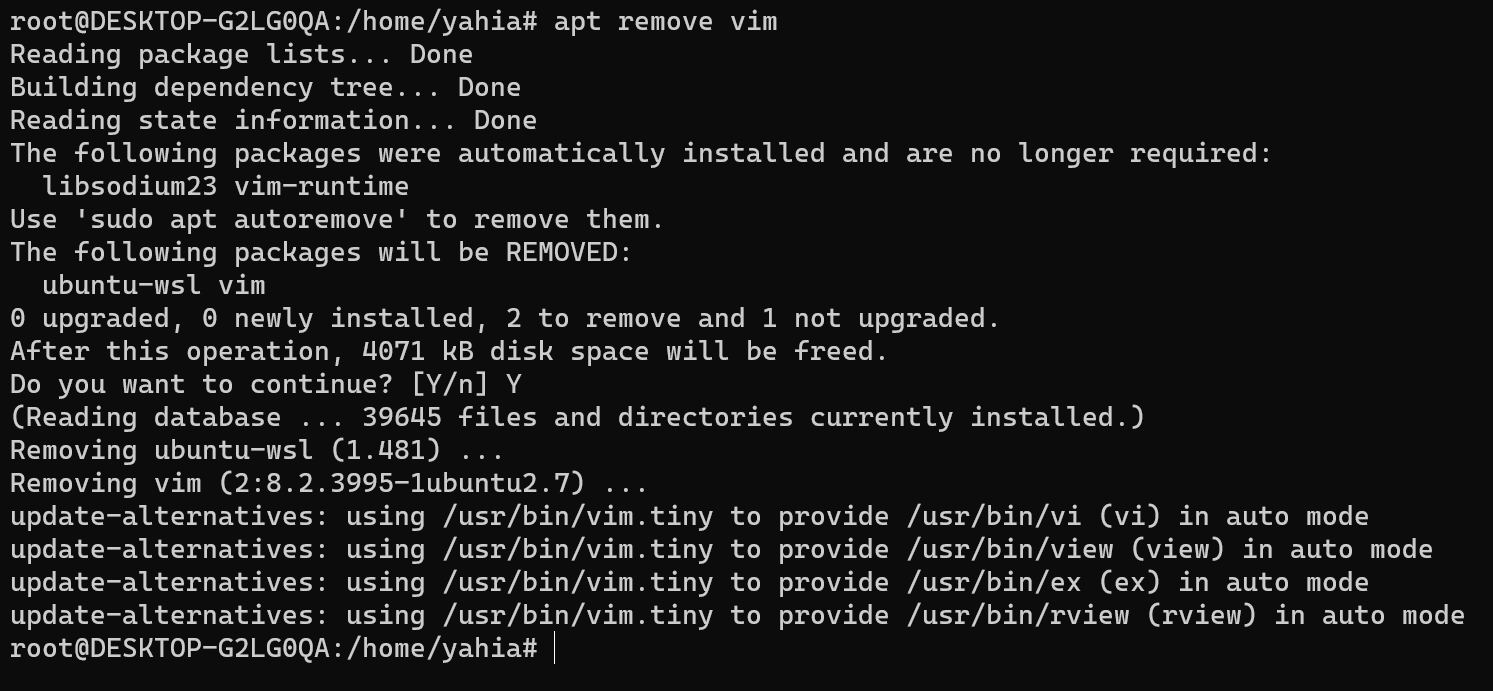 root@DESKTOP-G2LG0QA:/home/yahia# apt remove vim
Reading package lists... Done
Building dependency tree... Done
Reading state information... Done
The following packages were automatically installed and are no longer required:
  libsodium23 vim-runtime
Use 'sudo apt autoremove' to remove them.
The following packages will be REMOVED:
  ubuntu-wsl vim
0 upgraded, 0 newly installed, 2 to remove and 1 not upgraded.
After this operation, 4071 kB disk space will be freed.
Do you want to continue? [Y/n] Y
(Reading database ... 39645 files and directories currently installed.)
Removing ubuntu-wsl (1.481) ...
Removing vim (2:8.2.3995-1ubuntu2.7) ...
update-alternatives: using /usr/bin/vim.tiny to provide /usr/bin/vi (vi) in auto mode
update-alternatives: using /usr/bin/vim.tiny to provide /usr/bin/view (view) in auto mode
update-alternatives: using /usr/bin/vim.tiny to provide /usr/bin/ex (ex) in auto mode
update-alternatives: using /usr/bin/vim.tiny to provide /usr/bin/rview (rview) in auto mode
root@DESKTOP-G2LG0QA:/home/yahia#